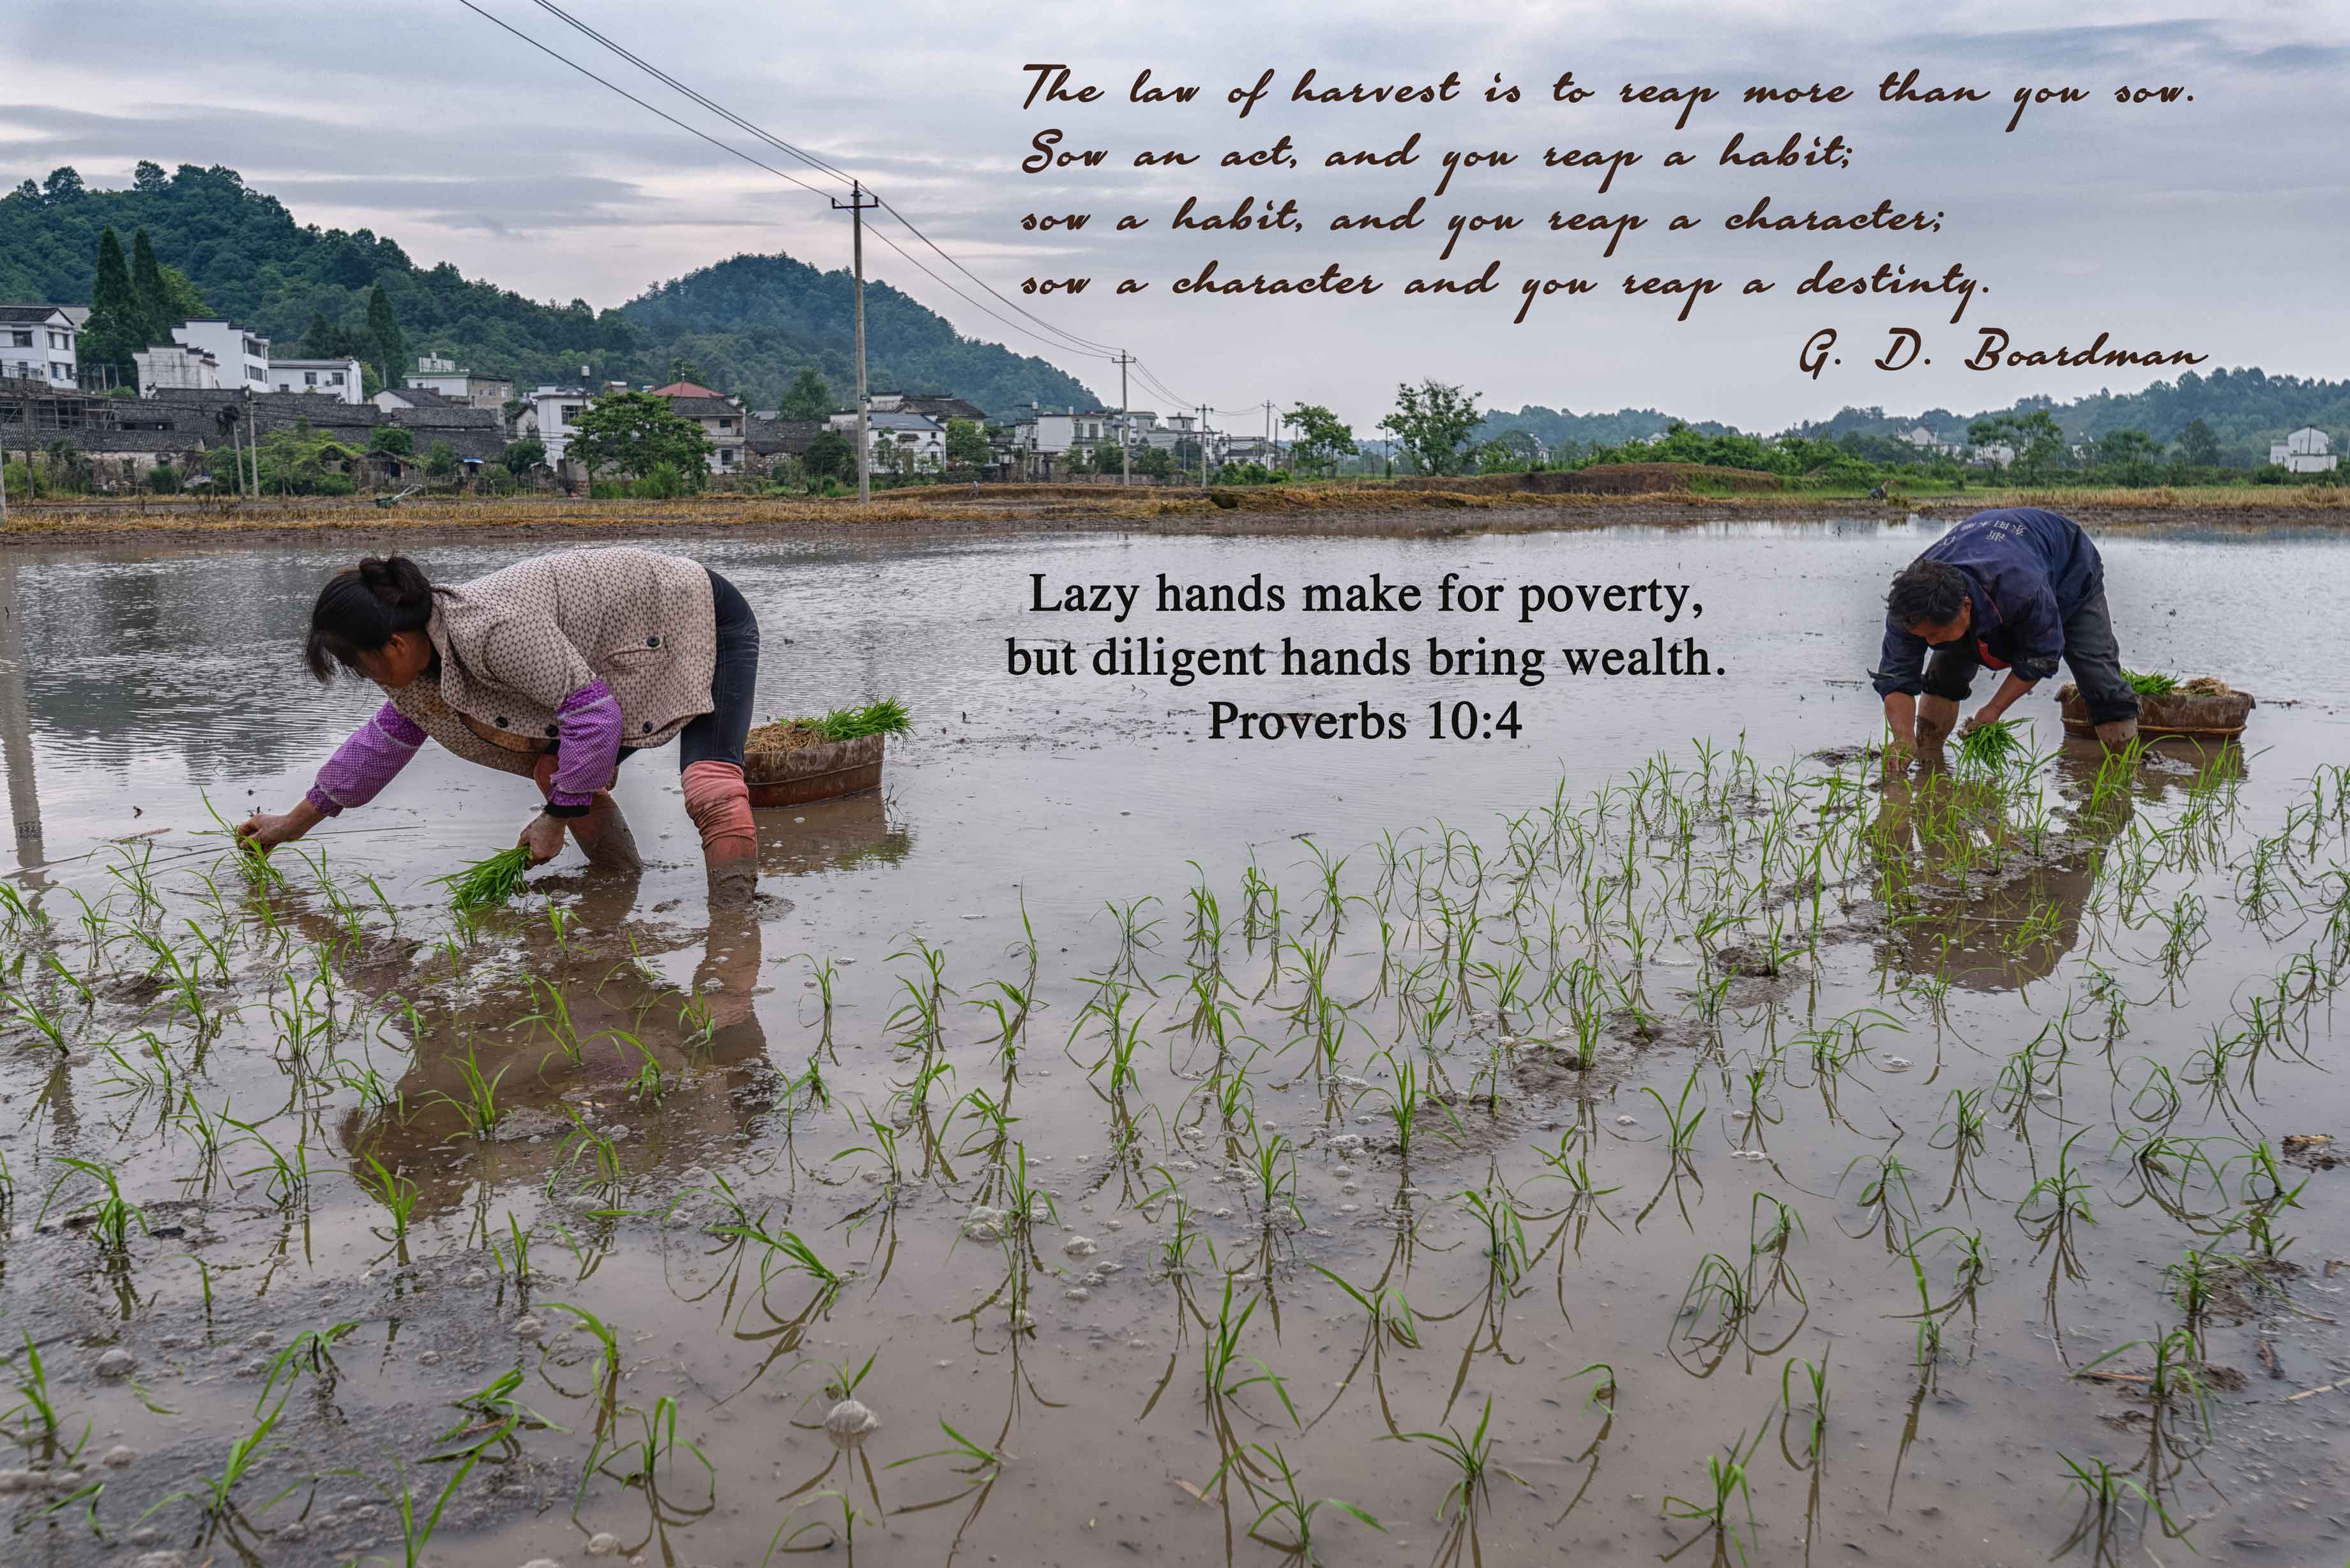 The law of harvest is to reap more than you sow.
Sow an act, and you reap a habit;
sow a habit, and you reap a character;
sow a character and you reap a destinty.
G. D. Boardman
Lazy hands make for poverty,
but diligent hands bring wealth.
Proverbs 10:4